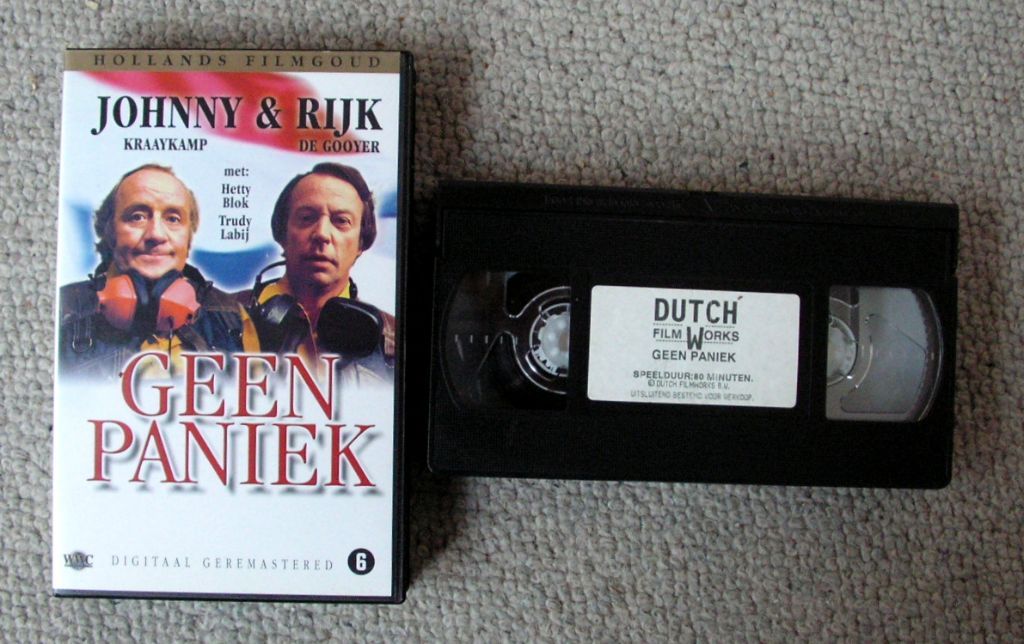 HOLLANDS FILMGOUD
JOHNNY & RIJK
KRAAYKAMP DE GOOYER
met:
Hetty
Blok
Trudy
Labij
GEEN
PANIEK
WWC DIGITAAL GEREMASTERED 6
DUTCH
FILM WORKS
GEEN PANIEK
SPEELDUUR:80 MINUTEN.
© DUTCH FILMWORKS B.V.
UITSLUITEND BESTEMD VOOR VERKOOP.